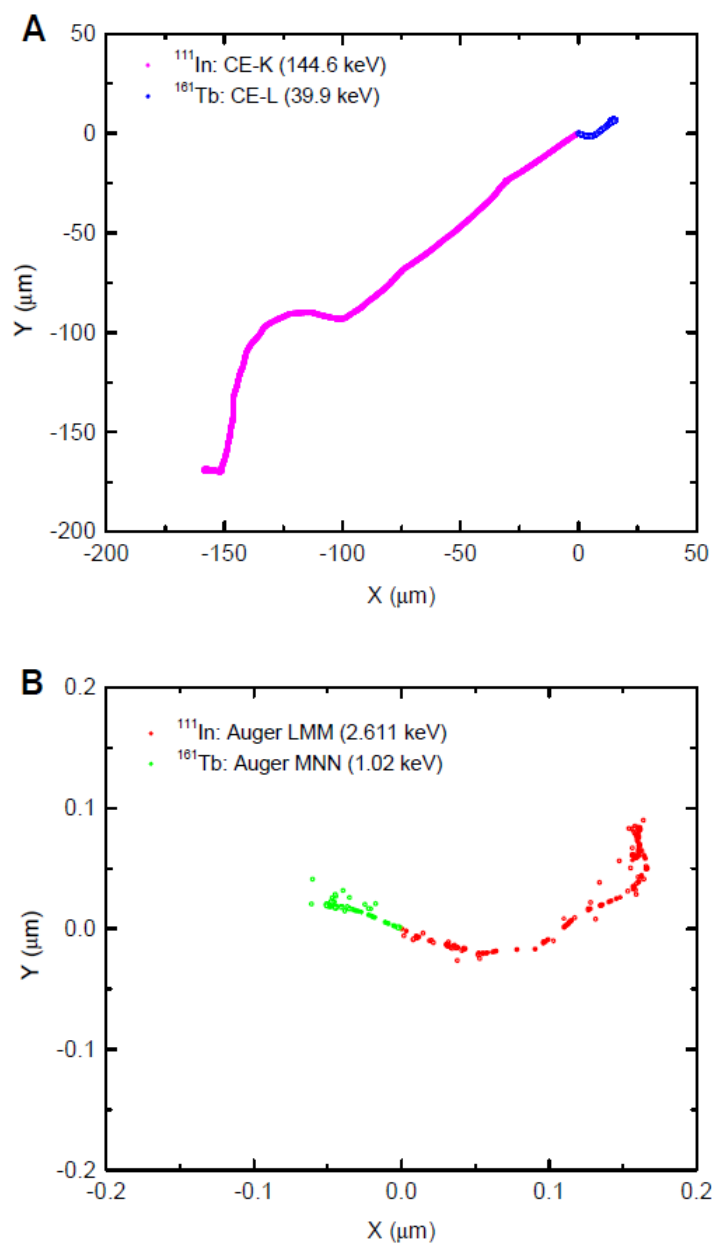 A
50
¹¹¹In: CE-K (144.6 keV)
¹⁶¹Tb: CE-L (39.9 keV)
0
-50
Y (μm)
-100
-150
-200
-200 -150 -100 -50 0 50
X (μm)
B
0.2
¹¹¹In: Auger LMM (2.611 keV)
¹⁶¹Tb: Auger MNN (1.02 keV)
0.1
Y (μm)
0.0
-0.1
-0.2
-0.2 -0.1 0.0 0.1 0.2
X (μm)